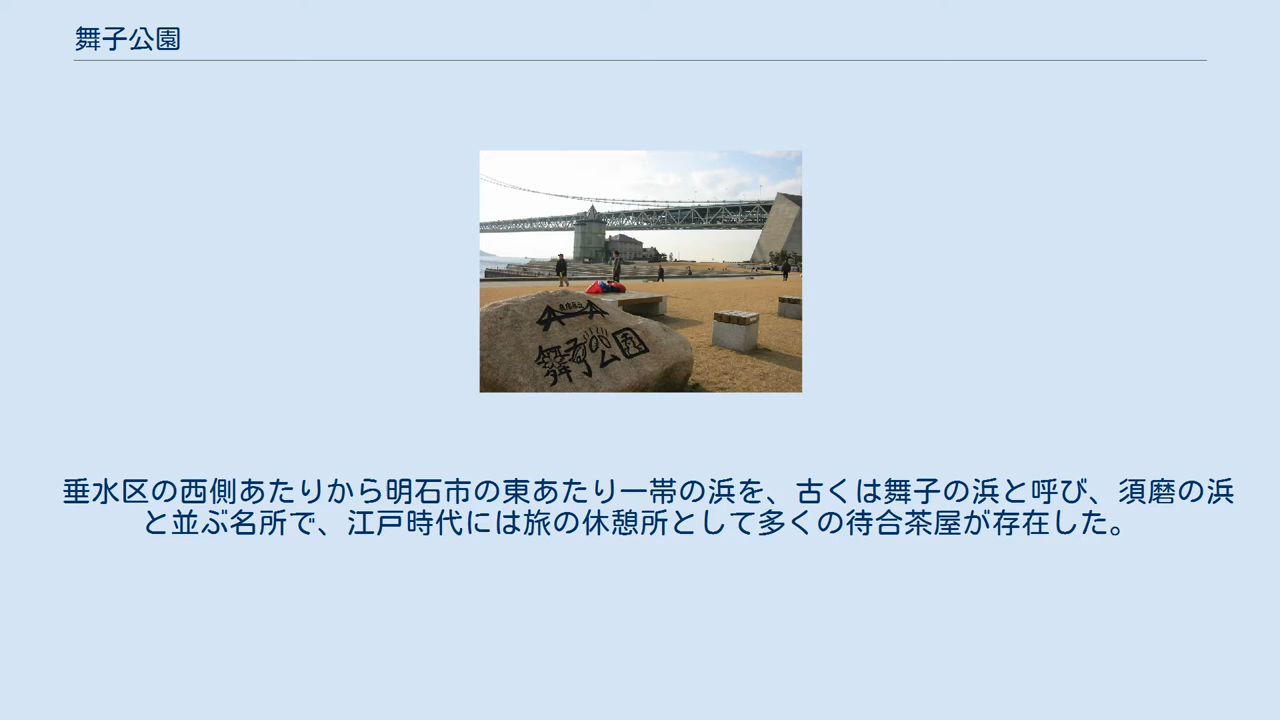 舞子公園
舞子公園
垂水区の西側あたりから明石市の東あたり一帯の浜を、古くは舞子の浜と呼び、須磨の浜
と並ぶ名所で、江戸時代には旅の休憩所として多くの待合茶屋が存在した。